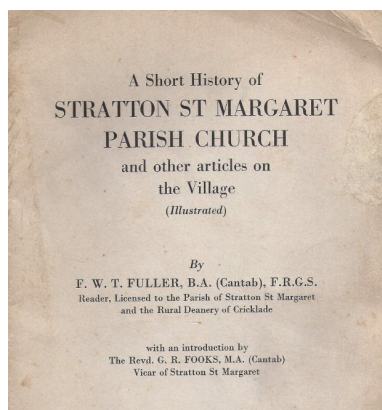 A Short History of
STRATTON ST MARGARET
PARISH CHURCH
and other articles on
the Village
(Illustrated)
By
F. W. T. FULLER, B.A. (Cantab), F.R.G.S.
Reader, Licensed to the Parish of Stratton St Margaret
and the Rural Deanery of Cricklade
with an introduction by
The Revd. G. R. FOOKS, M.A. (Cantab)
Vicar of Stratton St Margaret